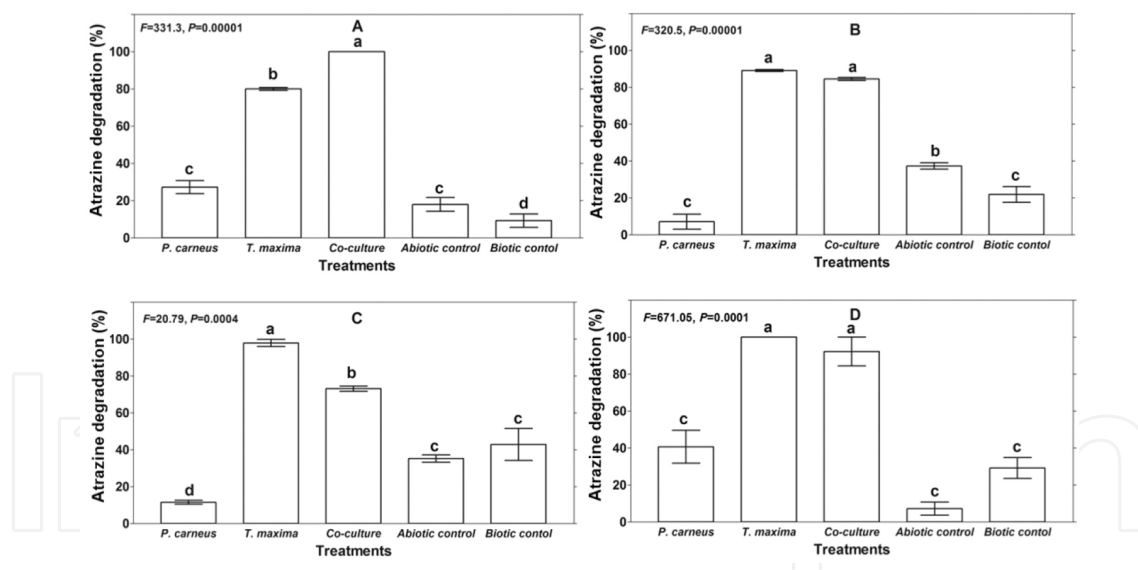 F=331.3, P=0.00001
A
Atrazine degradation (%)
100
80
60
40
20
0
c
b
a
c
d
P. carneus T. maxima Co-culture Abiotic control Biotic contol
Treatments
F=320.5, P=0.00001
B
Atrazine degradation (%)
100
80
60
40
20
0
c
a
a
b
c
P. carneus T. maxima Co-culture Abiotic control Biotic contol
Treatments
F=20.79, P=0.0004
C
Atrazine degradation (%)
100
80
60
40
20
0
d
a
b
c
c
P. carneus T. maxima Co-culture Abiotic control Biotic contol
Treatments
F=671.05, P=0.0001
D
Atrazine degradation (%)
100
80
60
40
20
0
c
a
a
c
c
P. carneus T. maxima Co-culture Abiotic control Biotic contol
Treatments